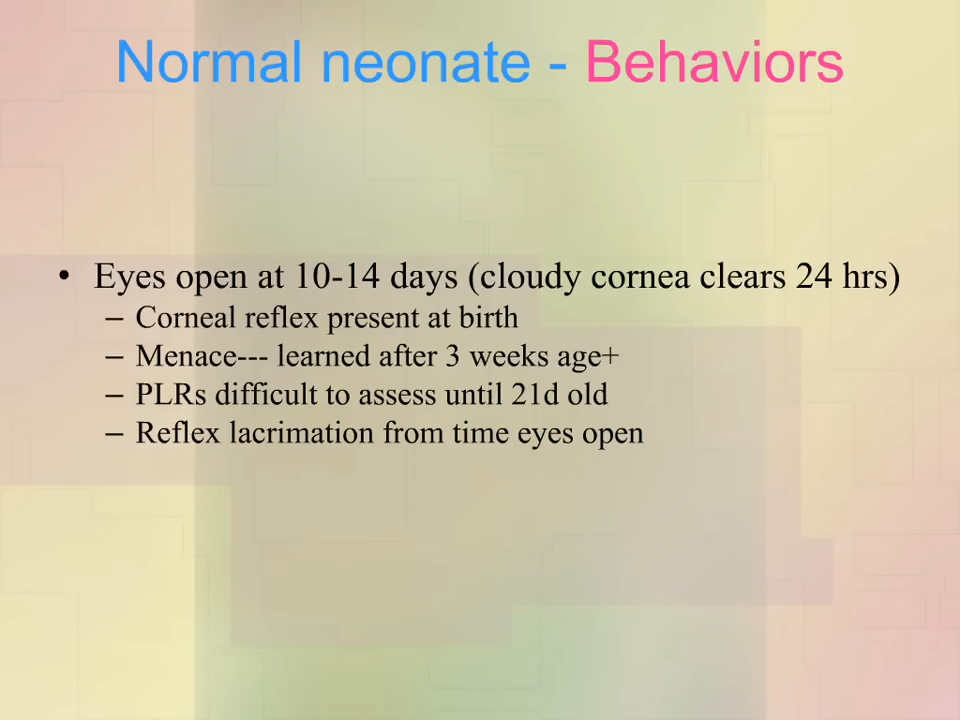 Normal neonate - Behaviors
• Eyes open at 10-14 days (cloudy cornea clears 24 hrs)
– Corneal reflex present at birth
– Menace--- learned after 3 weeks age+
– PLRs difficult to assess until 21d old
– Reflex lacrimation from time eyes open